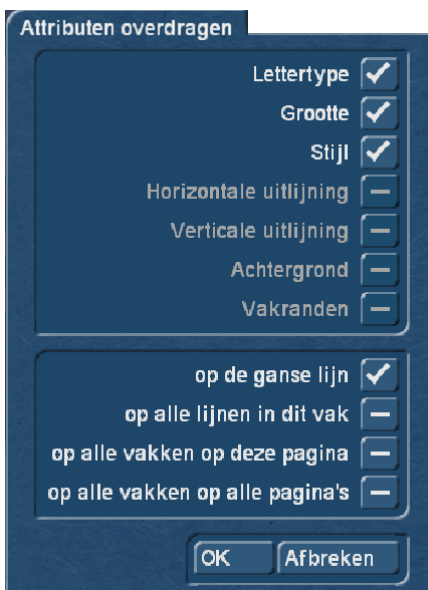 Attributen overdragen
Lettertype
Grootte
Stijl
Horizontale uitlijning
Verticale uitlijning
Achtergrond
Vakranden
op de ganse lijn
op alle lijnen in dit vak
op alle vakken op deze pagina
op alle vakken op alle pagina's
OK Afbreken